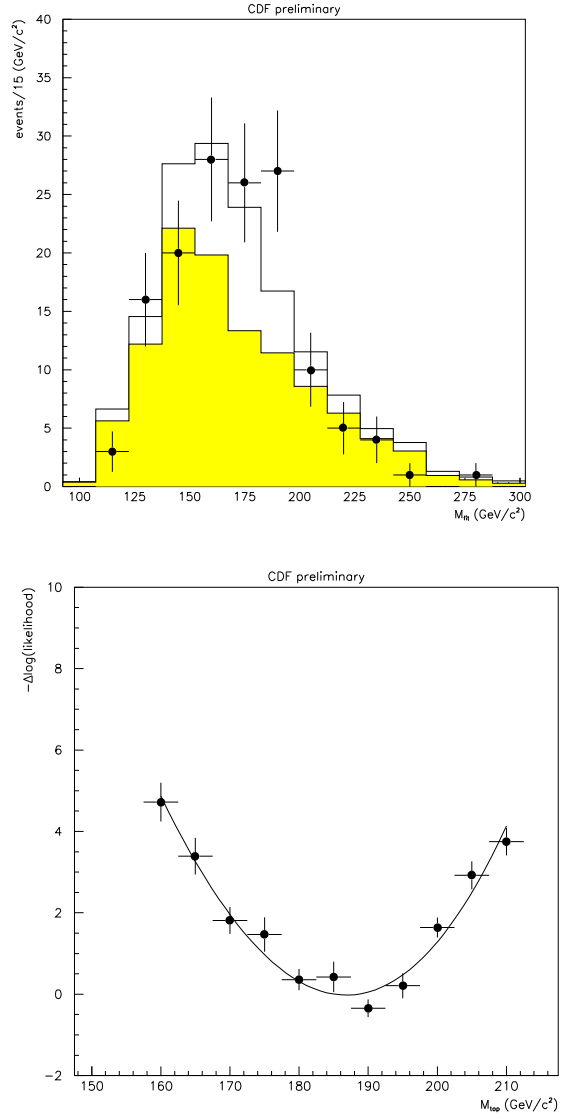 CDF preliminary
events/15 (GeV/c²)
40
35
30
25
20
15
10
5
0
100 125 150 175 200 225 250 275 300
M_fit (GeV/c²)
CDF preliminary
−Δlog(likelihood)
10
8
6
4
2
0
−2
150 160 170 180 190 200 210
M_top (GeV/c²)